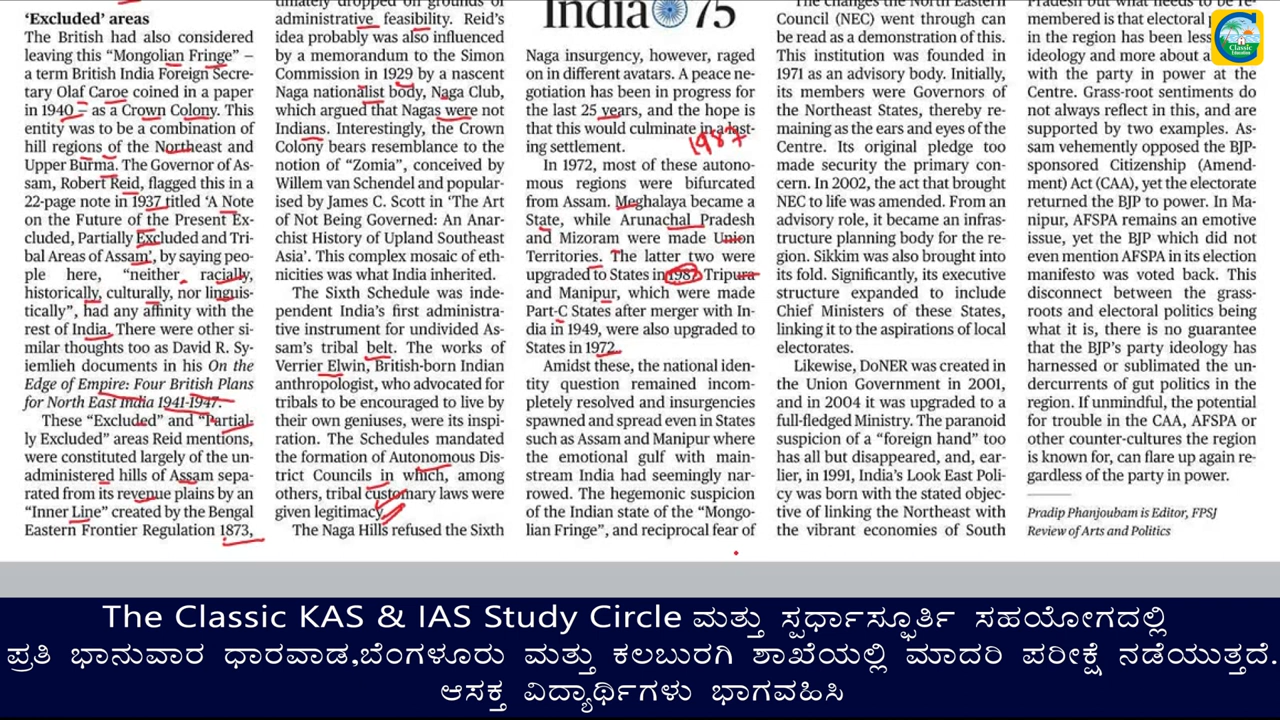 ‘Excluded’ areas
The British had also considered
leaving this “Mongolian Fringe” –
a term British India Foreign Secre-
tary Olaf Caroe coined in a paper
in 1940 – as a Crown Colony. This
entity was to be a combination of
hill regions of the Northeast and
Upper Burma. The Governor of As-
sam, Robert Reid, flagged this in a
22-page note in 1937 titled ‘A Note
on the Future of the Present Ex-
cluded, Partially Excluded and Tri-
bal Areas of Assam’, by saying peo-
ple here, “neither racially,
historically, culturally, nor linguis-
tically”, had any affinity with the
rest of India. There were other si-
milar thoughts too as David R. Sy-
iemlieh documents in his On the
Edge of Empire: Four British Plans
for North East India 1941-1947.
These “Excluded” and “Partial-
ly Excluded” areas Reid mentions,
were constituted largely of the un-
administered hills of Assam sepa-
rated from its revenue plains by an
“Inner Line” created by the Bengal
Eastern Frontier Regulation 1873,
timately dropped on grounds of
administrative feasibility. Reid’s
idea probably was also influenced
by a memorandum to the Simon
Commission in 1929 by a nascent
Naga nationalist body, Naga Club,
which argued that Nagas were not
Indians. Interestingly, the Crown
Colony bears resemblance to the
notion of “Zomia”, conceived by
Willem van Schendel and popular-
ised by James C. Scott in ‘The Art
of Not Being Governed: An Anar-
chist History of Upland Southeast
Asia’. This complex mosaic of eth-
nicities was what India inherited.
The Sixth Schedule was inde-
pendent India’s first administra-
tive instrument for undivided As-
sam’s tribal belt. The works of
Verrier Elwin, British-born Indian
anthropologist, who advocated for
tribals to be encouraged to live by
their own geniuses, were its inspi-
ration. The Schedules mandated
the formation of Autonomous Dis-
trict Councils in which, among
others, tribal customary laws were
given legitimacy.
The Naga Hills refused the Sixth
India 75
Naga insurgency, however, raged
on in different avatars. A peace ne-
gotiation has been in progress for
the last 25 years, and the hope is
that this would culminate in a last-
ing settlement.
1987
In 1972, most of these autono-
mous regions were bifurcated
from Assam. Meghalaya became a
State, while Arunachal Pradesh
and Mizoram were made Union
Territories. The latter two were
upgraded to States in 1987. Tripura
and Manipur, which were made
Part-C States after merger with In-
dia in 1949, were also upgraded to
States in 1972.
Amidst these, the national iden-
tity question remained incom-
pletely resolved and insurgencies
spawned and spread even in States
such as Assam and Manipur where
the emotional gulf with main-
stream India had seemingly nar-
rowed. The hegemonic suspicion
of the Indian state of the “Mongo-
lian Fringe”, and reciprocal fear of
The changes the North Eastern
Council (NEC) went through can
be read as a demonstration of this.
This institution was founded in
1971 as an advisory body. Initially,
its members were Governors of
the Northeast States, thereby re-
maining as the ears and eyes of the
Centre. Its original pledge too
made security the primary con-
cern. In 2002, the act that brought
NEC to life was amended. From an
advisory role, it became an infras-
tructure planning body for the re-
gion. Sikkim was also brought into
its fold. Significantly, its executive
structure expanded to include
Chief Ministers of these States,
linking it to the aspirations of local
electorates.
Likewise, DoNER was created in
the Union Government in 2001,
and in 2004 it was upgraded to a
full-fledged Ministry. The paranoid
suspicion of a “foreign hand” too
has all but disappeared, and, ear-
lier, in 1991, India’s Look East Poli-
cy was born with the stated objec-
tive of linking the Northeast with
the vibrant economies of South
Pradesh but what needs to be re-
membered is that electoral
in the region has been less
ideology and more about a
with the party in power at the
Centre. Grass-root sentiments do
not always reflect in this, and are
supported by two examples. As-
sam vehemently opposed the BJP-
sponsored Citizenship (Amend-
ment) Act (CAA), yet the electorate
returned the BJP to power. In Ma-
nipur, AFSPA remains an emotive
issue, yet the BJP which did not
even mention AFSPA in its election
manifesto was voted back. This
disconnect between the grass-
roots and electoral politics being
what it is, there is no guarantee
that the BJP’s party ideology has
harnessed or sublimated the un-
dercurrents of gut politics in the
region. If unmindful, the potential
for trouble in the CAA, AFSPA or
other counter-cultures the region
is known for, can flare up again re-
gardless of the party in power.
Pradip Phanjoubam is Editor, FPSJ
Review of Arts and Politics
Classic
Education
The Classic KAS & IAS Study Circle ಮತ್ತು ಸ್ಪರ್ಧಾಸ್ಫೂರ್ತಿ ಸಹಯೋಗದಲ್ಲಿ
ಪ್ರತಿ ಭಾನುವಾರ ಧಾರವಾಡ,ಬೆಂಗಳೂರು ಮತ್ತು ಕಲಬುರಗಿ ಶಾಖೆಯಲ್ಲಿ ಮಾದರಿ ಪರೀಕ್ಷೆ ನಡೆಯುತ್ತದೆ.
ಆಸಕ್ತ ವಿದ್ಯಾರ್ಥಿಗಳು ಭಾಗವಹಿಸಿ